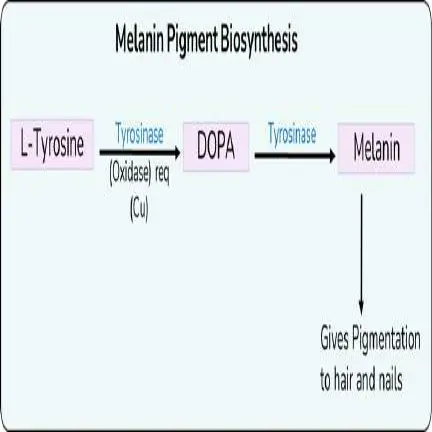 Melanin Pigment Biosynthesis
L-Tyrosine
Tyrosinase
(Oxidase) req
(Cu)
DOPA
Tyrosinase
Melanin
Gives Pigmentation
to hair and nails